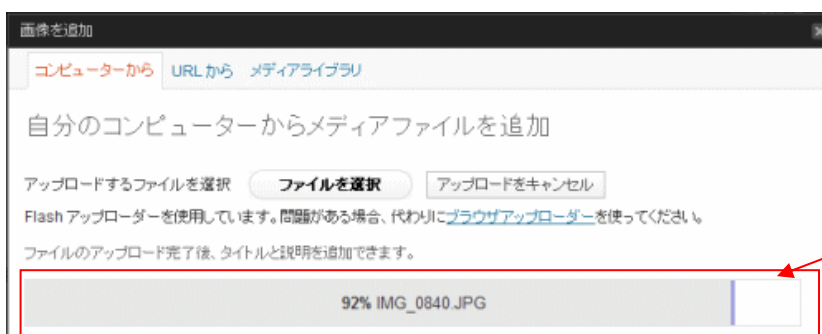 画像を追加
コンピューターから URLから メディアライブラリ
自分のコンピューターからメディアファイルを追加
アップロードするファイルを選択 ファイルを選択 アップロードをキャンセル
Flash アップローダーを使用しています。問題がある場合、代わりにブラウザアップローダーを使ってください。
ファイルのアップロード完了後、タイトルと説明を追加できます。
92% IMG_0840.JPG